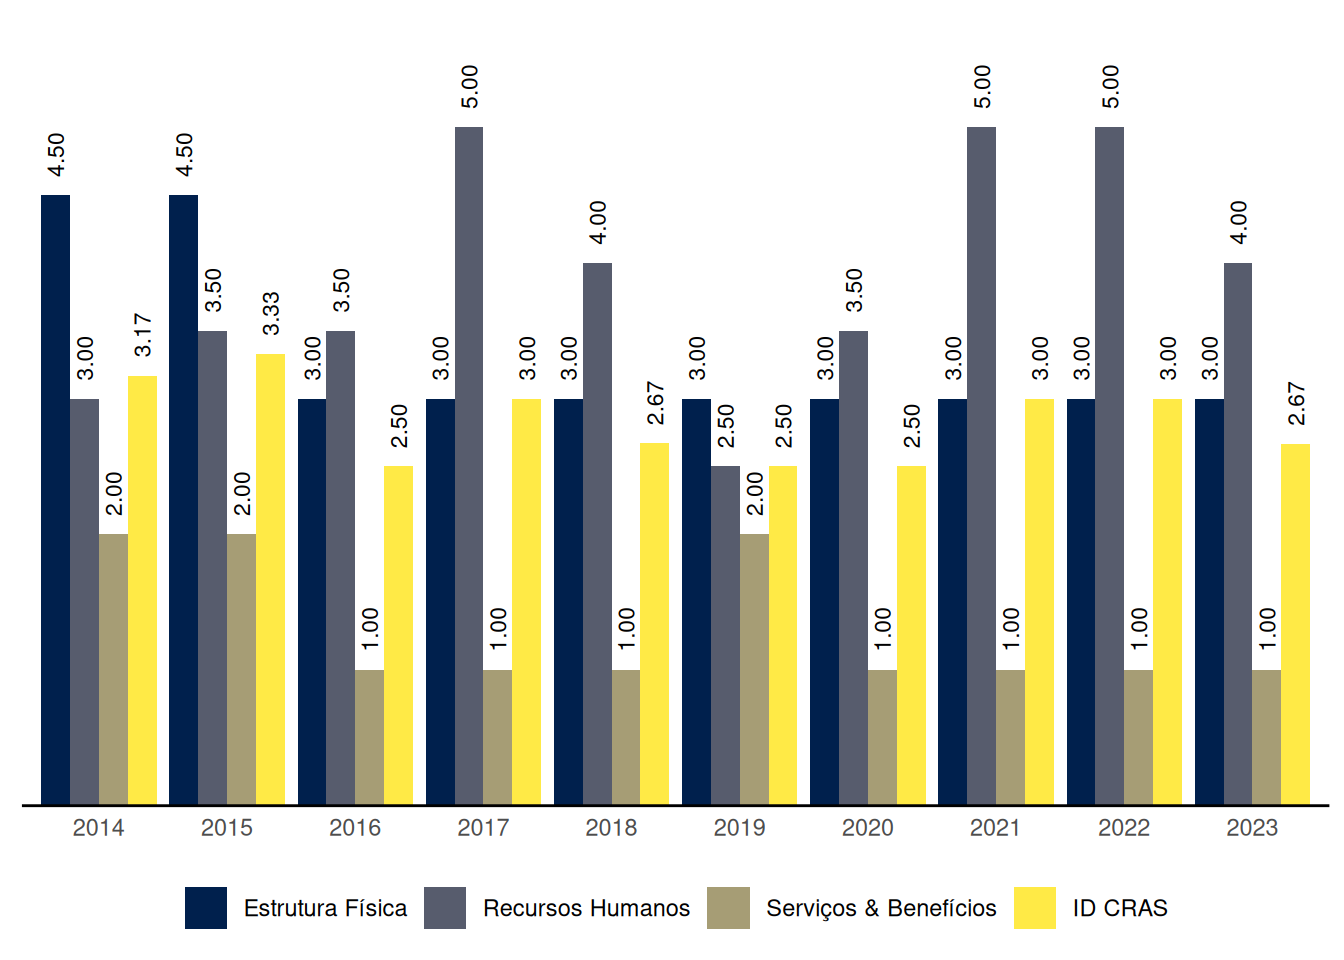 4.50 3.00 2.00 3.17 4.50 3.50 2.00 3.33 3.00 3.50 1.00 2.50 3.00 5.00 1.00 3.00 3.00 4.00 1.00 2.67 3.00 2.50 2.00 2.50 3.00 3.50 1.00 2.50 3.00 5.00 1.00 3.00 3.00 5.00 1.00 3.00 3.00 4.00 1.00 2.67
2014 2015 2016 2017 2018 2019 2020 2021 2022 2023
Estrutura Física Recursos Humanos Serviços & Benefícios ID CRAS